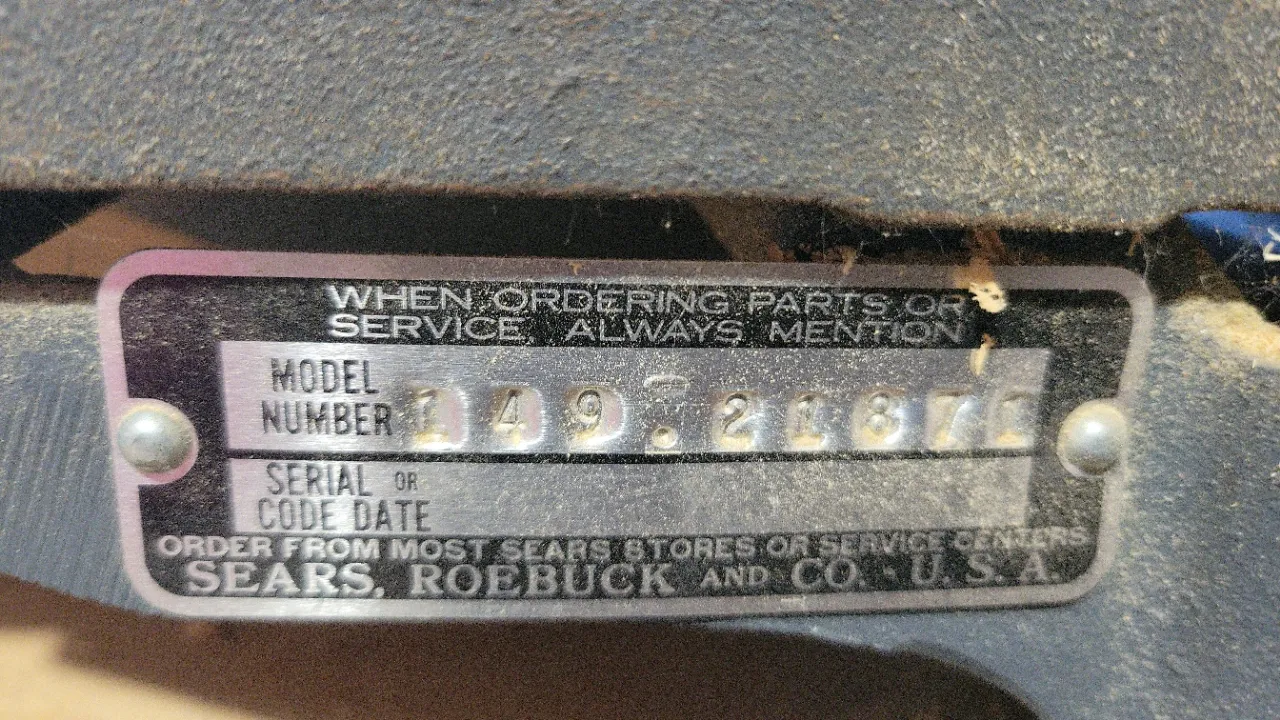 WHEN ORDERING PARTS OR
SERVICE, ALWAYS MENTION
MODEL
NUMBER 149.21871
SERIAL OR
CODE DATE
ORDER FROM MOST SEARS STORES OR SERVICE CENTERS
SEARS, ROEBUCK AND CO. - U. S. A.